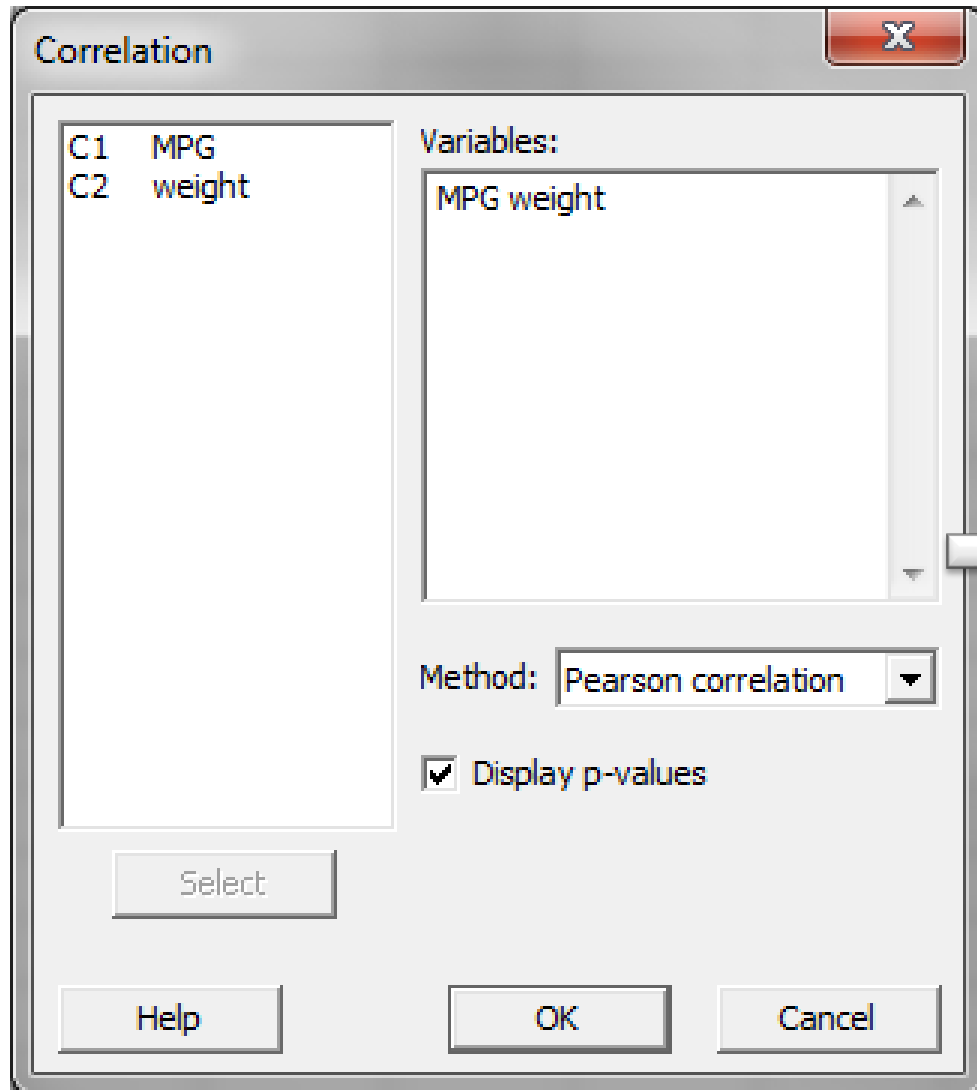 Correlation
C1 MPG
C2 weight
Variables:
MPG weight
Method: Pearson correlation
Display p-values
Select
Help OK Cancel